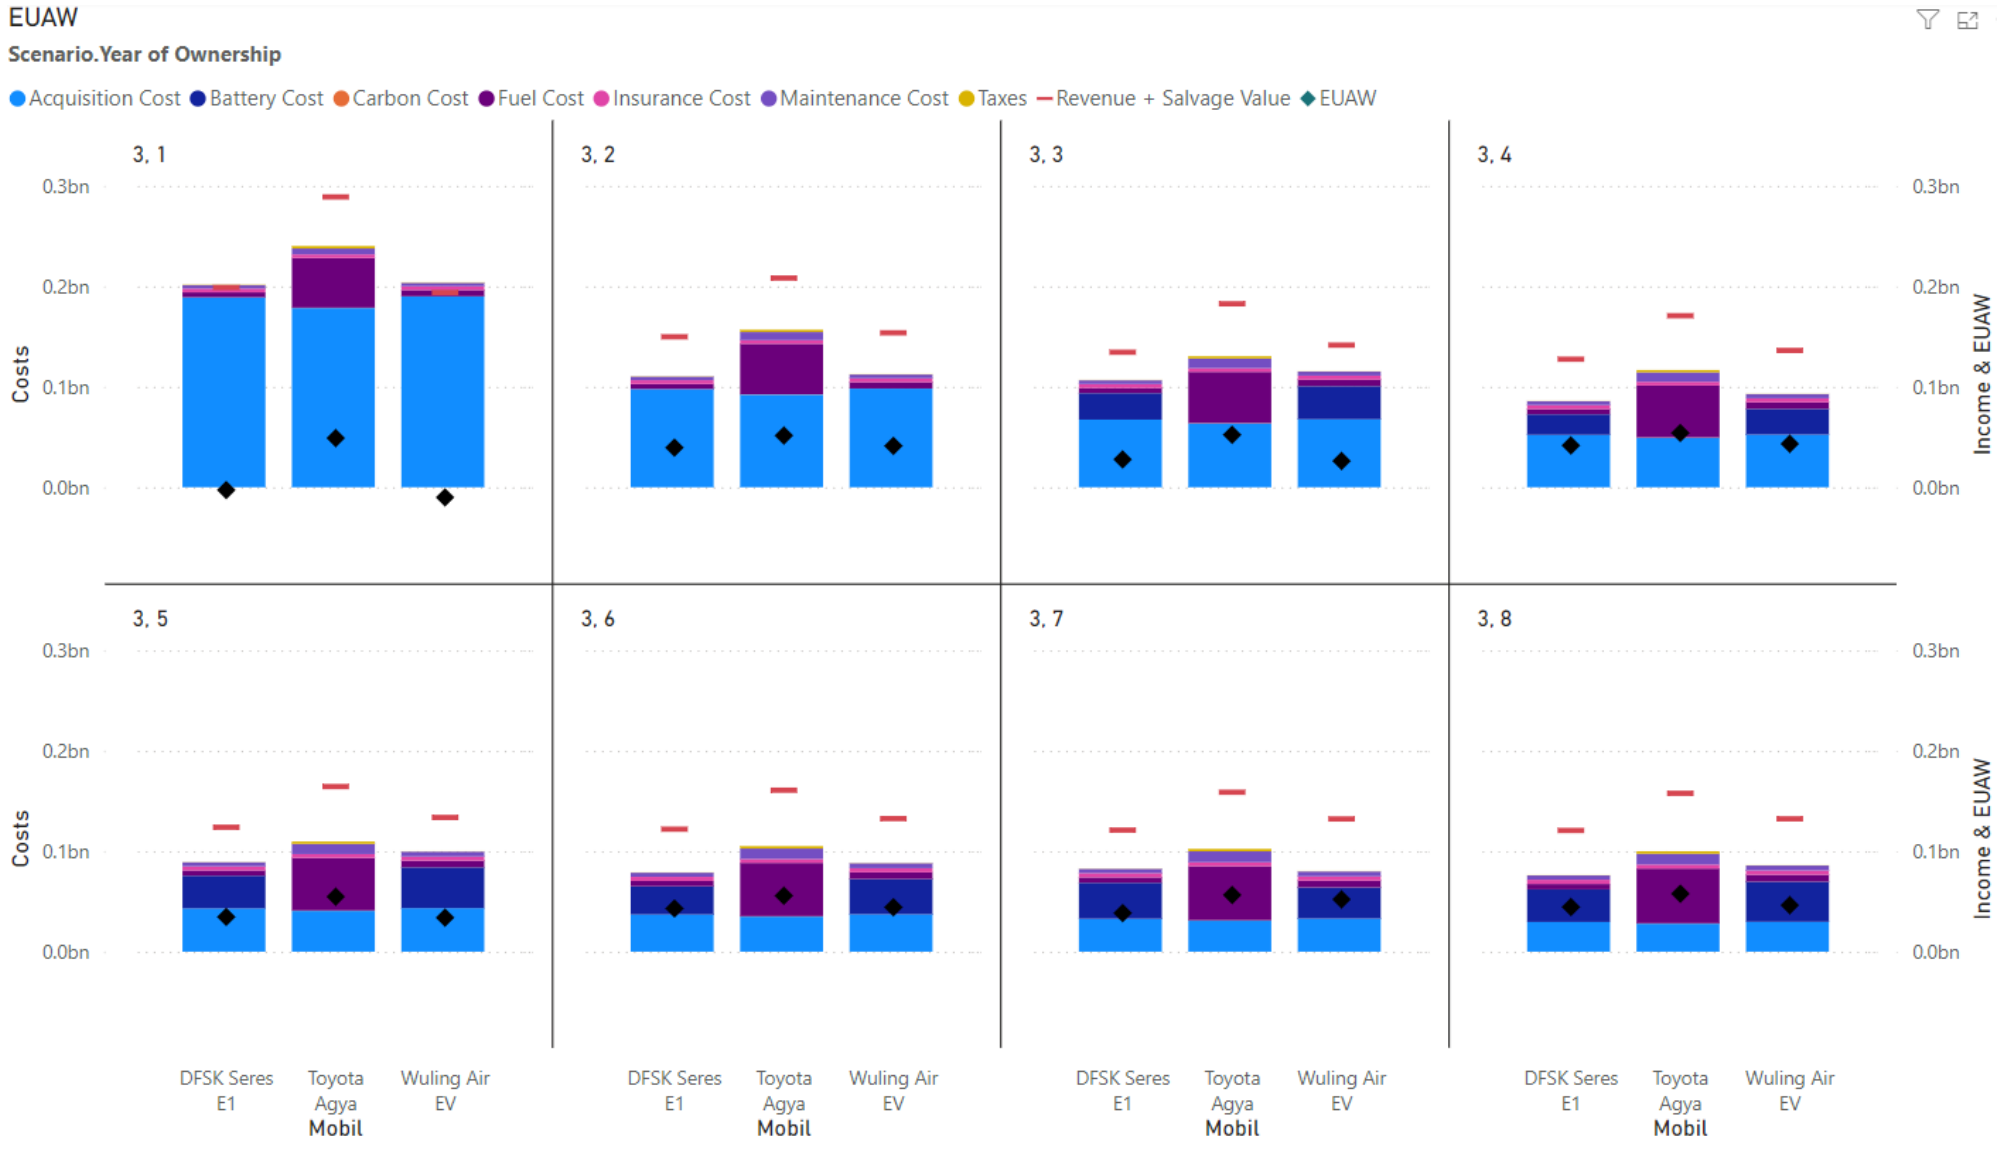 EUAW
Scenario.Year of Ownership
Acquisition Cost Battery Cost Carbon Cost Fuel Cost Insurance Cost Maintenance Cost Taxes Revenue + Salvage Value EUAW
3, 1
3, 2
3, 3
3, 4
0.3bn
0.2bn
0.1bn
0.0bn
Costs
0.3bn
0.2bn
0.1bn
0.0bn
Income & EUAW
3, 5
3, 6
3, 7
3, 8
0.3bn
0.2bn
0.1bn
0.0bn
Costs
0.3bn
0.2bn
0.1bn
0.0bn
Income & EUAW
DFSK Seres E1
Toyota Agya
Wuling Air EV
Mobil
DFSK Seres E1
Toyota Agya
Wuling Air EV
Mobil
DFSK Seres E1
Toyota Agya
Wuling Air EV
Mobil
DFSK Seres E1
Toyota Agya
Wuling Air EV
Mobil